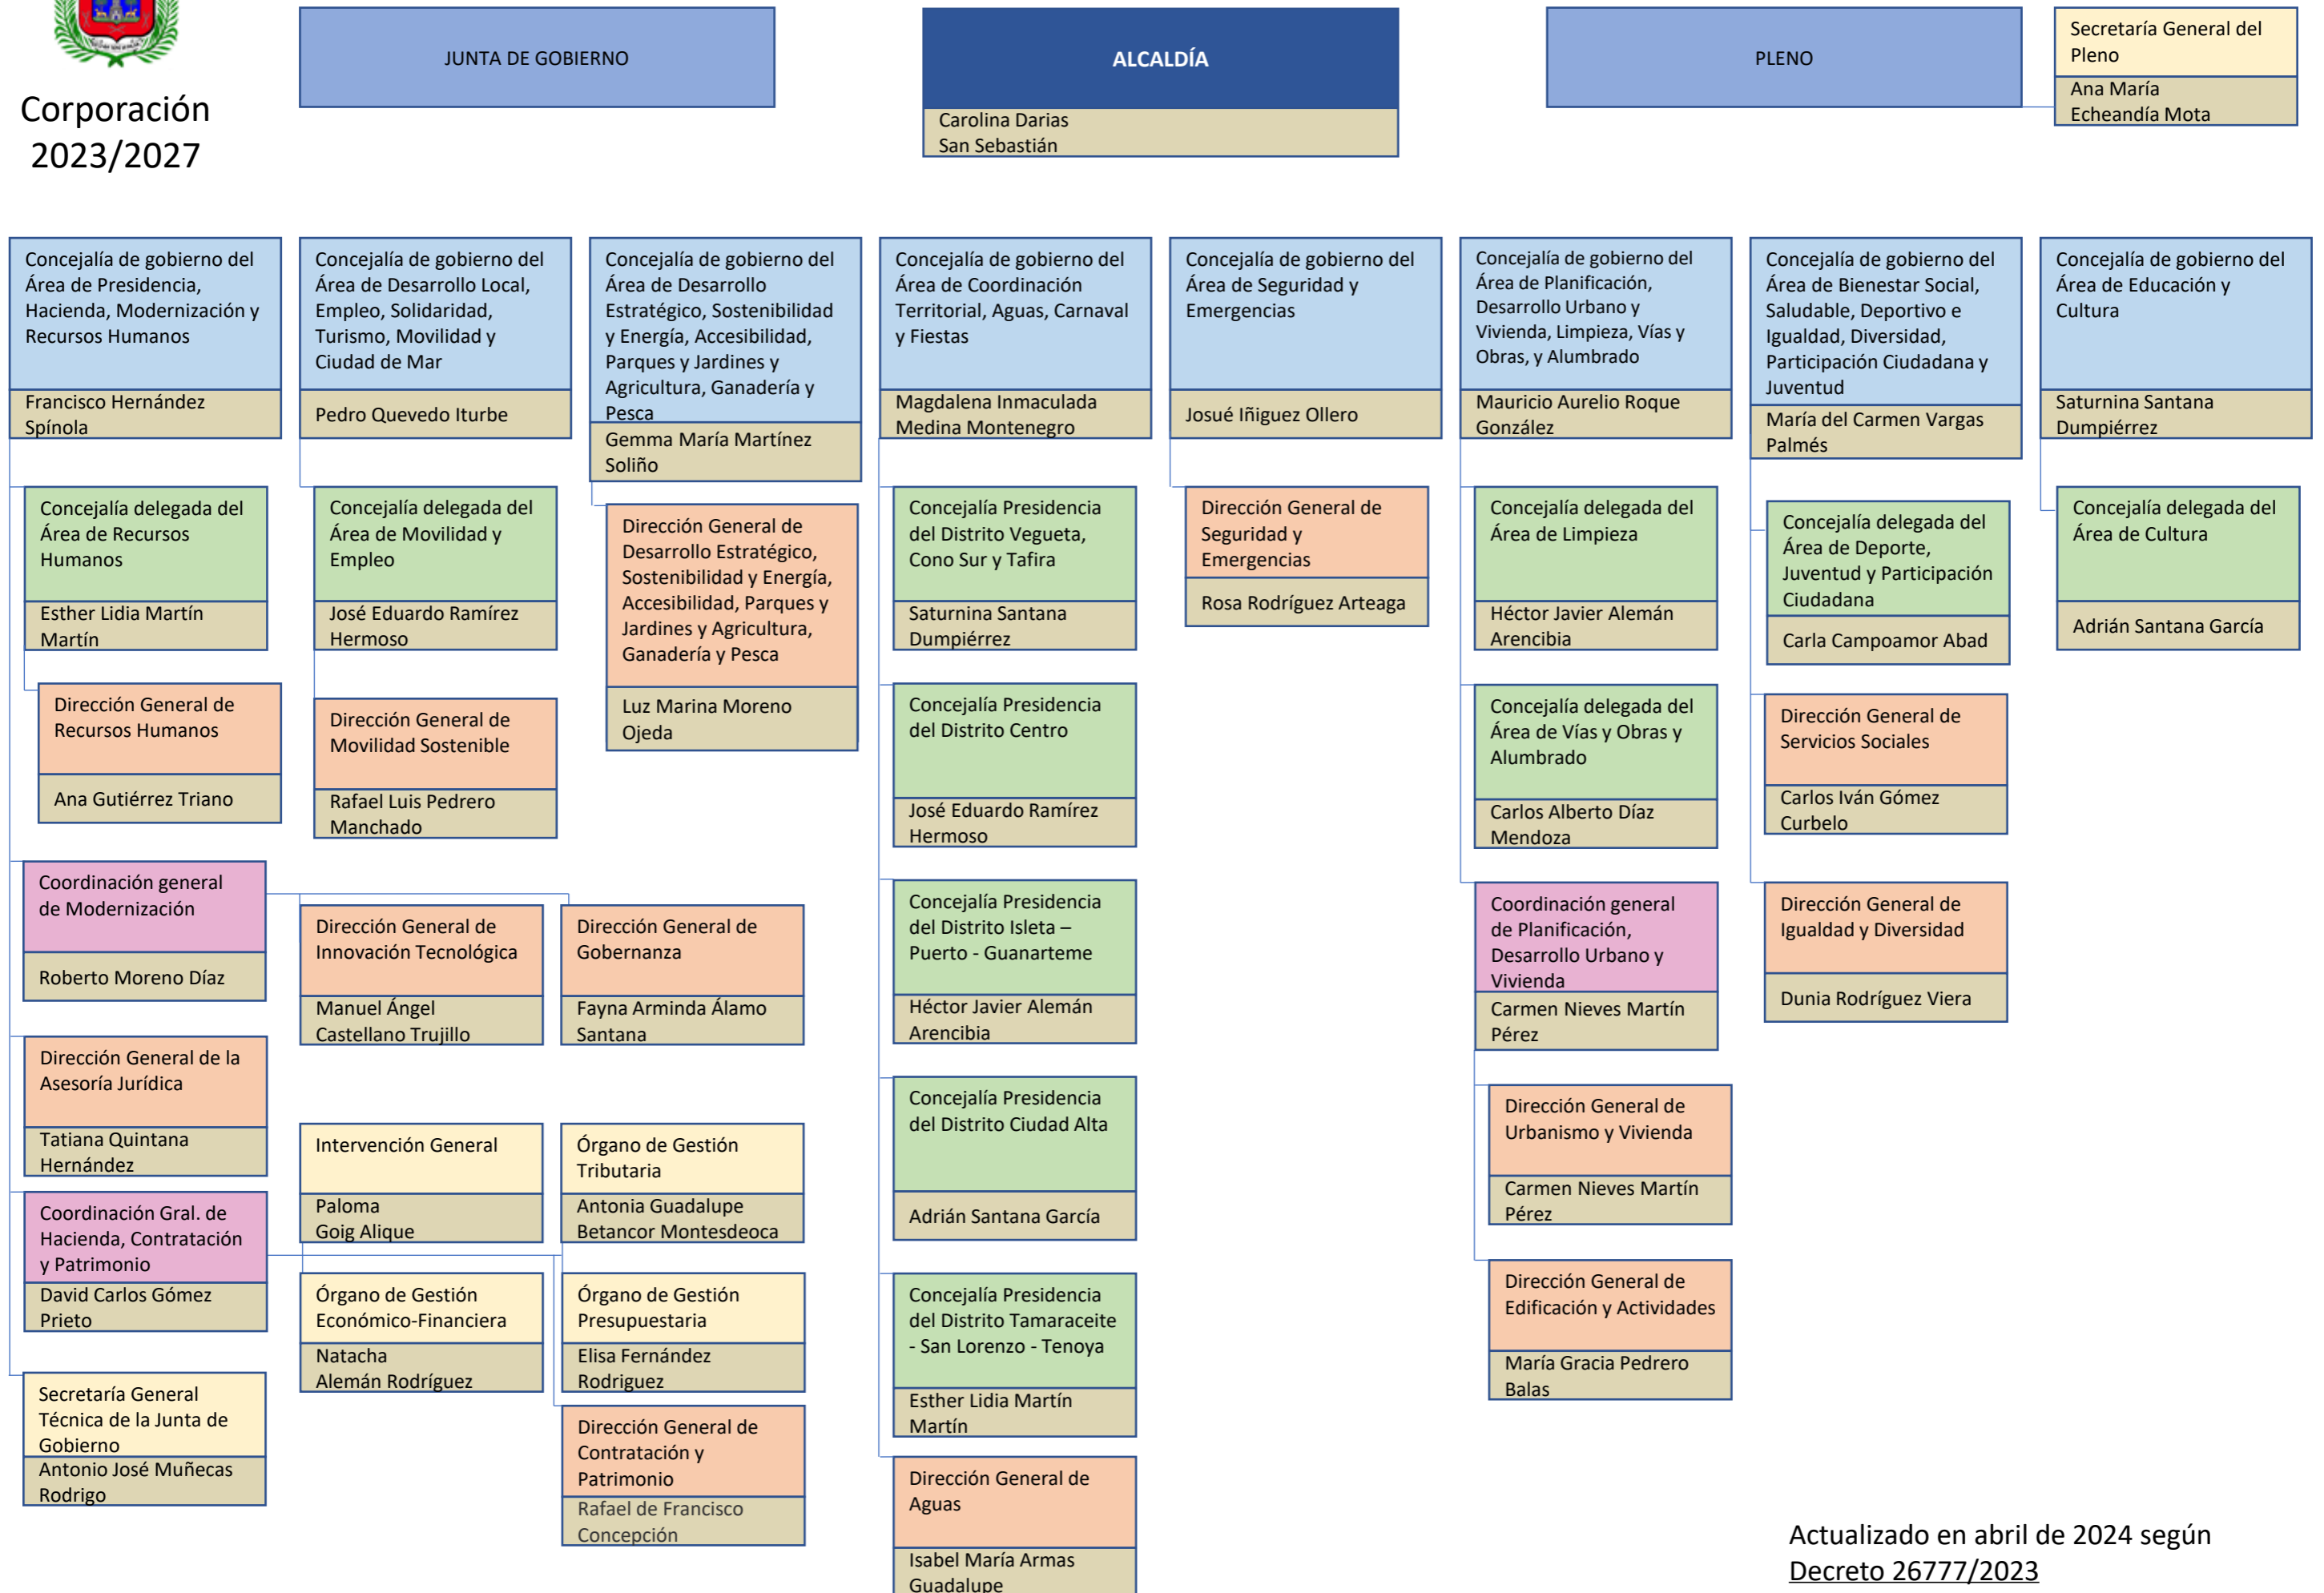 Corporación
2023/2027
JUNTA DE GOBIERNO
ALCALDÍA
Carolina Darias
San Sebastián
PLENO
Secretaría General del
Pleno
Ana María
Echeandía Mota
Concejalía de gobierno del
Área de Presidencia,
Hacienda, Modernización y
Recursos Humanos
Francisco Hernández
Spínola
Concejalía delegada del
Área de Recursos
Humanos
Esther Lidia Martín
Martín
Dirección General de
Recursos Humanos
Ana Gutiérrez Triano
Coordinación general
de Modernización
Roberto Moreno Díaz
Dirección General de
Innovación Tecnológica
Manuel Ángel
Castellano Trujillo
Dirección General de
Gobernanza
Fayna Arminda Álamo
Santana
Dirección General de la
Asesoría Jurídica
Tatiana Quintana
Hernández
Coordinación Gral. de
Hacienda, Contratación
y Patrimonio
David Carlos Gómez
Prieto
Intervención General
Paloma
Goig Alique
Órgano de Gestión
Tributaria
Antonia Guadalupe
Betancor Montesdeoca
Órgano de Gestión
Económico-Financiera
Natacha
Alemán Rodríguez
Órgano de Gestión
Presupuestaria
Elisa Fernández
Rodriguez
Dirección General de
Contratación y
Patrimonio
Rafael de Francisco
Concepción
Secretaría General
Técnica de la Junta de
Gobierno
Antonio José Muñecas
Rodrigo
Concejalía de gobierno del
Área de Desarrollo Local,
Empleo, Solidaridad,
Turismo, Movilidad y
Ciudad de Mar
Pedro Quevedo Iturbe
Concejalía delegada del
Área de Movilidad y
Empleo
José Eduardo Ramírez
Hermoso
Dirección General de
Movilidad Sostenible
Rafael Luis Pedrero
Manchado
Concejalía de gobierno del
Área de Desarrollo
Estratégico, Sostenibilidad
y Energía, Accesibilidad,
Parques y Jardines y
Agricultura, Ganadería y
Pesca
Gemma María Martínez
Soliño
Dirección General de
Desarrollo Estratégico,
Sostenibilidad y Energía,
Accesibilidad, Parques y
Jardines y Agricultura,
Ganadería y Pesca
Luz Marina Moreno
Ojeda
Concejalía de gobierno del
Área de Coordinación
Territorial, Aguas, Carnaval
y Fiestas
Magdalena Inmaculada
Medina Montenegro
Concejalía Presidencia
del Distrito Vegueta,
Cono Sur y Tafira
Saturnina Santana
Dumpiérrez
Concejalía Presidencia
del Distrito Centro
José Eduardo Ramírez
Hermoso
Concejalía Presidencia
del Distrito Isleta –
Puerto - Guanarteme
Héctor Javier Alemán
Arencibia
Concejalía Presidencia
del Distrito Ciudad Alta
Adrián Santana García
Concejalía Presidencia
del Distrito Tamaraceite
- San Lorenzo - Tenoya
Esther Lidia Martín
Martín
Dirección General de
Aguas
Isabel María Armas
Guadalupe
Concejalía de gobierno del
Área de Seguridad y
Emergencias
Josué Iñiguez Ollero
Dirección General de
Seguridad y
Emergencias
Rosa Rodríguez Arteaga
Concejalía de gobierno del
Área de Planificación,
Desarrollo Urbano y
Vivienda, Limpieza, Vías y
Obras, y Alumbrado
Mauricio Aurelio Roque
González
Concejalía delegada del
Área de Limpieza
Héctor Javier Alemán
Arencibia
Concejalía delegada del
Área de Vías y Obras y
Alumbrado
Carlos Alberto Díaz
Mendoza
Coordinación general
de Planificación,
Desarrollo Urbano y
Vivienda
Carmen Nieves Martín
Pérez
Dirección General de
Urbanismo y Vivienda
Carmen Nieves Martín
Pérez
Dirección General de
Edificación y Actividades
María Gracia Pedrero
Balas
Concejalía de gobierno del
Área de Bienestar Social,
Saludable, Deportivo e
Igualdad, Diversidad,
Participación Ciudadana y
Juventud
María del Carmen Vargas
Palmés
Concejalía delegada del
Área de Deporte,
Juventud y Participación
Ciudadana
Carla Campoamor Abad
Dirección General de
Servicios Sociales
Carlos Iván Gómez
Curbelo
Dirección General de
Igualdad y Diversidad
Dunia Rodríguez Viera
Concejalía de gobierno del
Área de Educación y
Cultura
Saturnina Santana
Dumpiérrez
Concejalía delegada del
Área de Cultura
Adrián Santana García
Actualizado en abril de 2024 según
Decreto 26777/2023